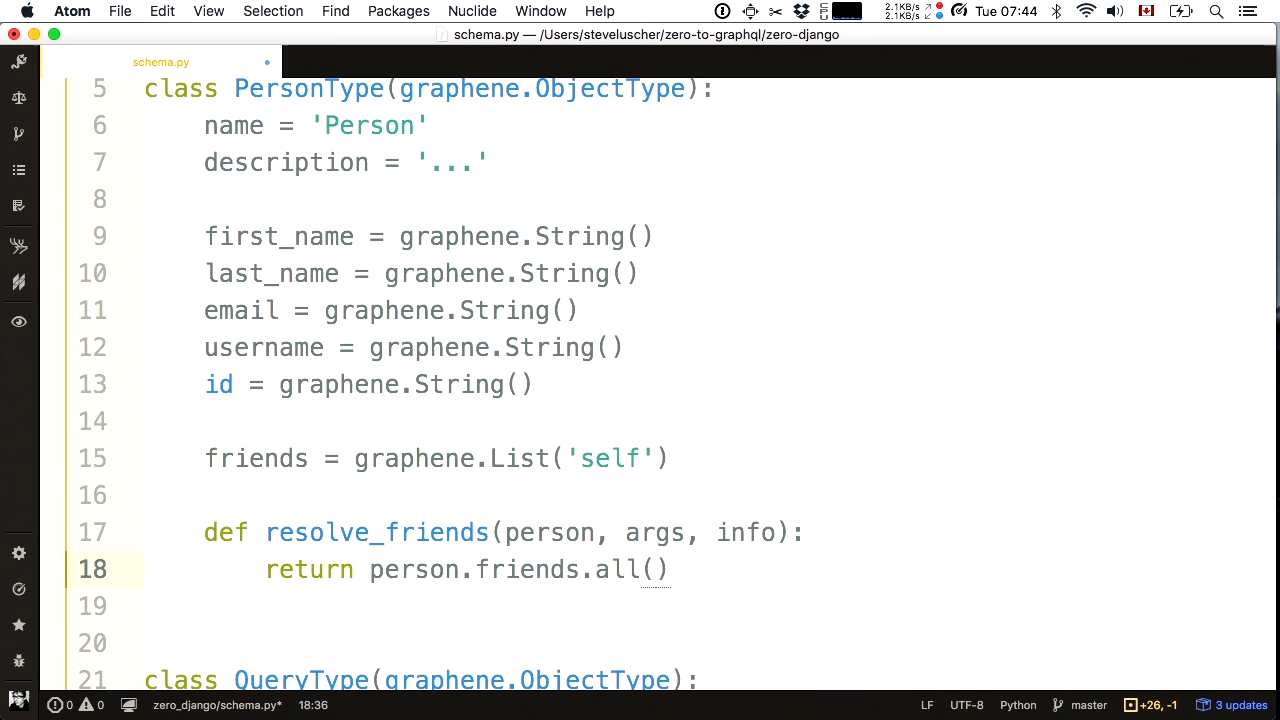 Atom File Edit View Selection Find Packages Nuclide Window Help 2.1KB/s 2.1KB/s Tue 07:44
schema.py — /Users/steveluscher/zero-to-graphql/zero-django
schema.py
5 class PersonType(graphene.ObjectType):
6 name = 'Person'
7 description = '...'
8
9 first_name = graphene.String()
10 last_name = graphene.String()
11 email = graphene.String()
12 username = graphene.String()
13 id = graphene.String()
14
15 friends = graphene.List('self')
16
17 def resolve_friends(person, args, info):
18 return person.friends.all()
19
20
21 class QueryType(graphene.ObjectType):
0 0 zero_django/schema.py* 18:36 LF UTF-8 Python master +26, -1 3 updates